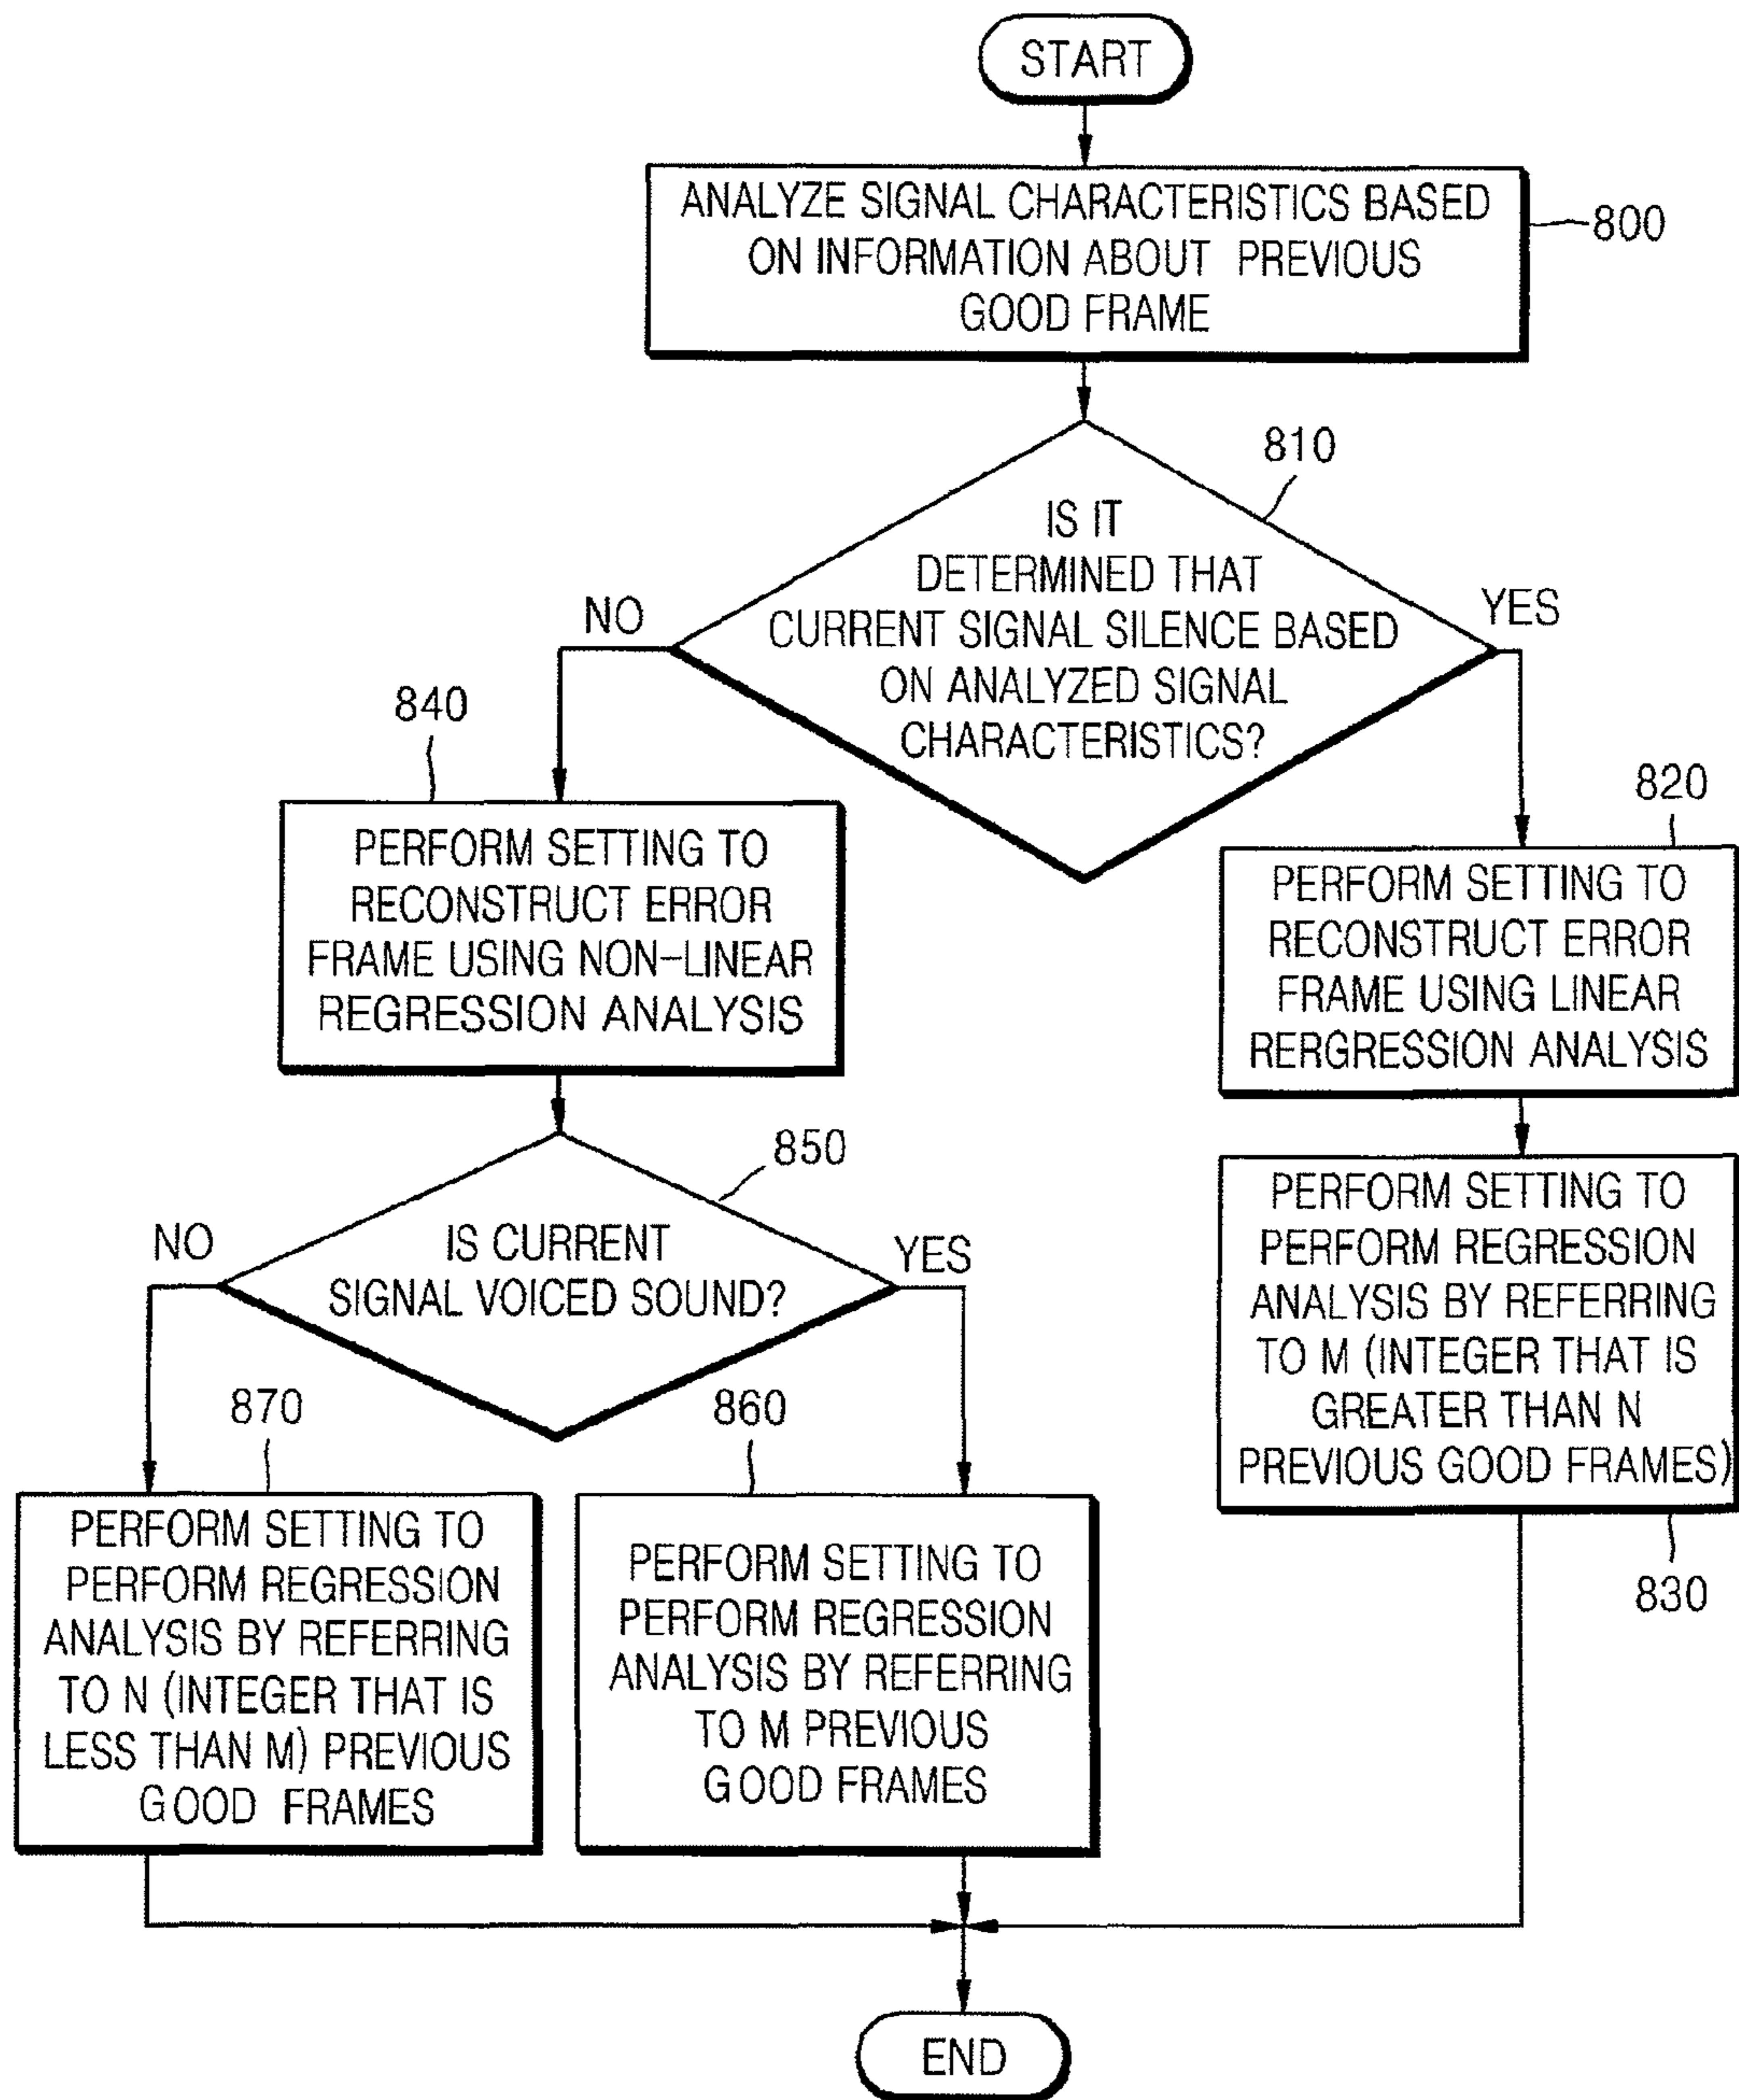 START
ANALYZE SIGNAL CHARACTERISTICS BASED
ON INFORMATION ABOUT PREVIOUS
GOOD FRAME
800
810
IS IT
DETERMINED THAT
CURRENT SIGNAL SILENCE BASED
ON ANALYZED SIGNAL
CHARACTERISTICS?
NO
YES
840
PERFORM SETTING TO
RECONSTRUCT ERROR
FRAME USING NON-LINEAR
REGRESSION ANALYSIS
820
PERFORM SETTING TO
RECONSTRUCT ERROR
FRAME USING LINEAR
RERGRESSION ANALYSIS
850
IS CURRENT
SIGNAL VOICED SOUND?
NO
YES
PERFORM SETTING TO
PERFORM REGRESSION
ANALYSIS BY REFERRING
TO M (INTEGER THAT IS
GREATER THAN N
PREVIOUS GOOD FRAMES)
830
870
PERFORM SETTING TO
PERFORM REGRESSION
ANALYSIS BY REFERRING
TO N (INTEGER THAT IS
LESS THAN M) PREVIOUS
GOOD FRAMES
860
PERFORM SETTING TO
PERFORM REGRESSION
ANALYSIS BY REFERRING
TO M PREVIOUS
GOOD FRAMES
END